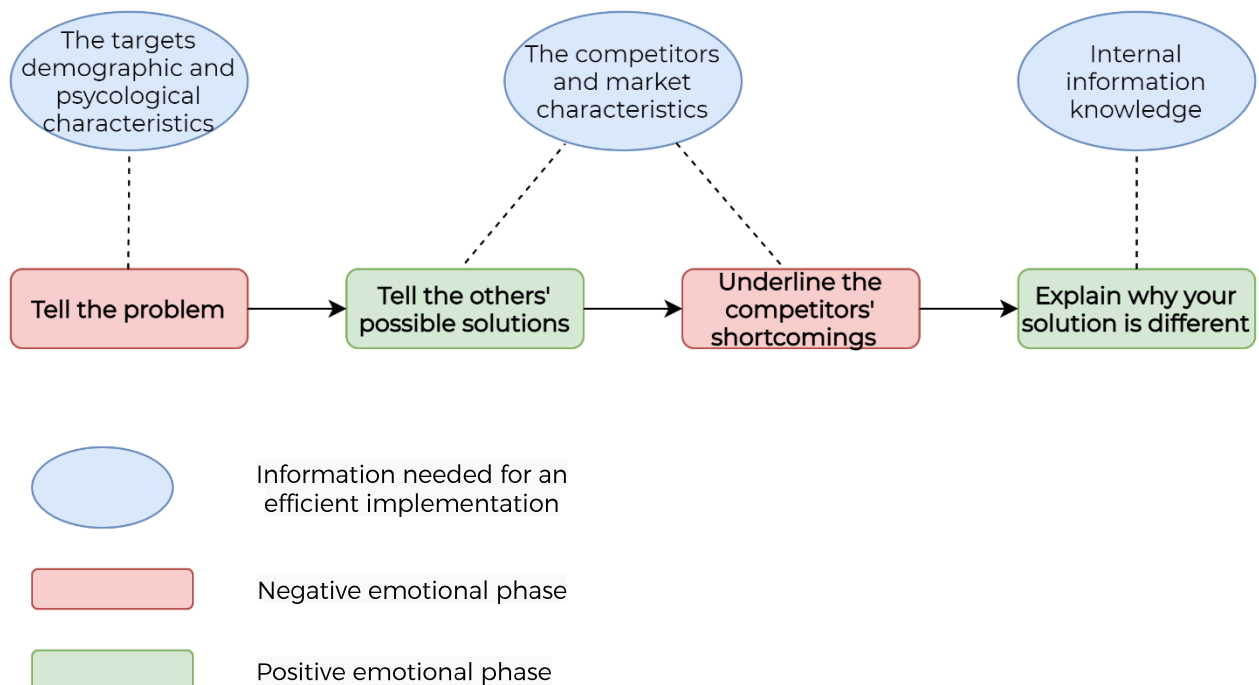 The targets
demographic and
psycological
characteristics
The competitors
and market
characteristics
Internal
information
knowledge
Tell the problem
Tell the others'
possible solutions
Underline the
competitors'
shortcomings
Explain why your
solution is different
Information needed for an
efficient implementation
Negative emotional phase
Positive emotional phase